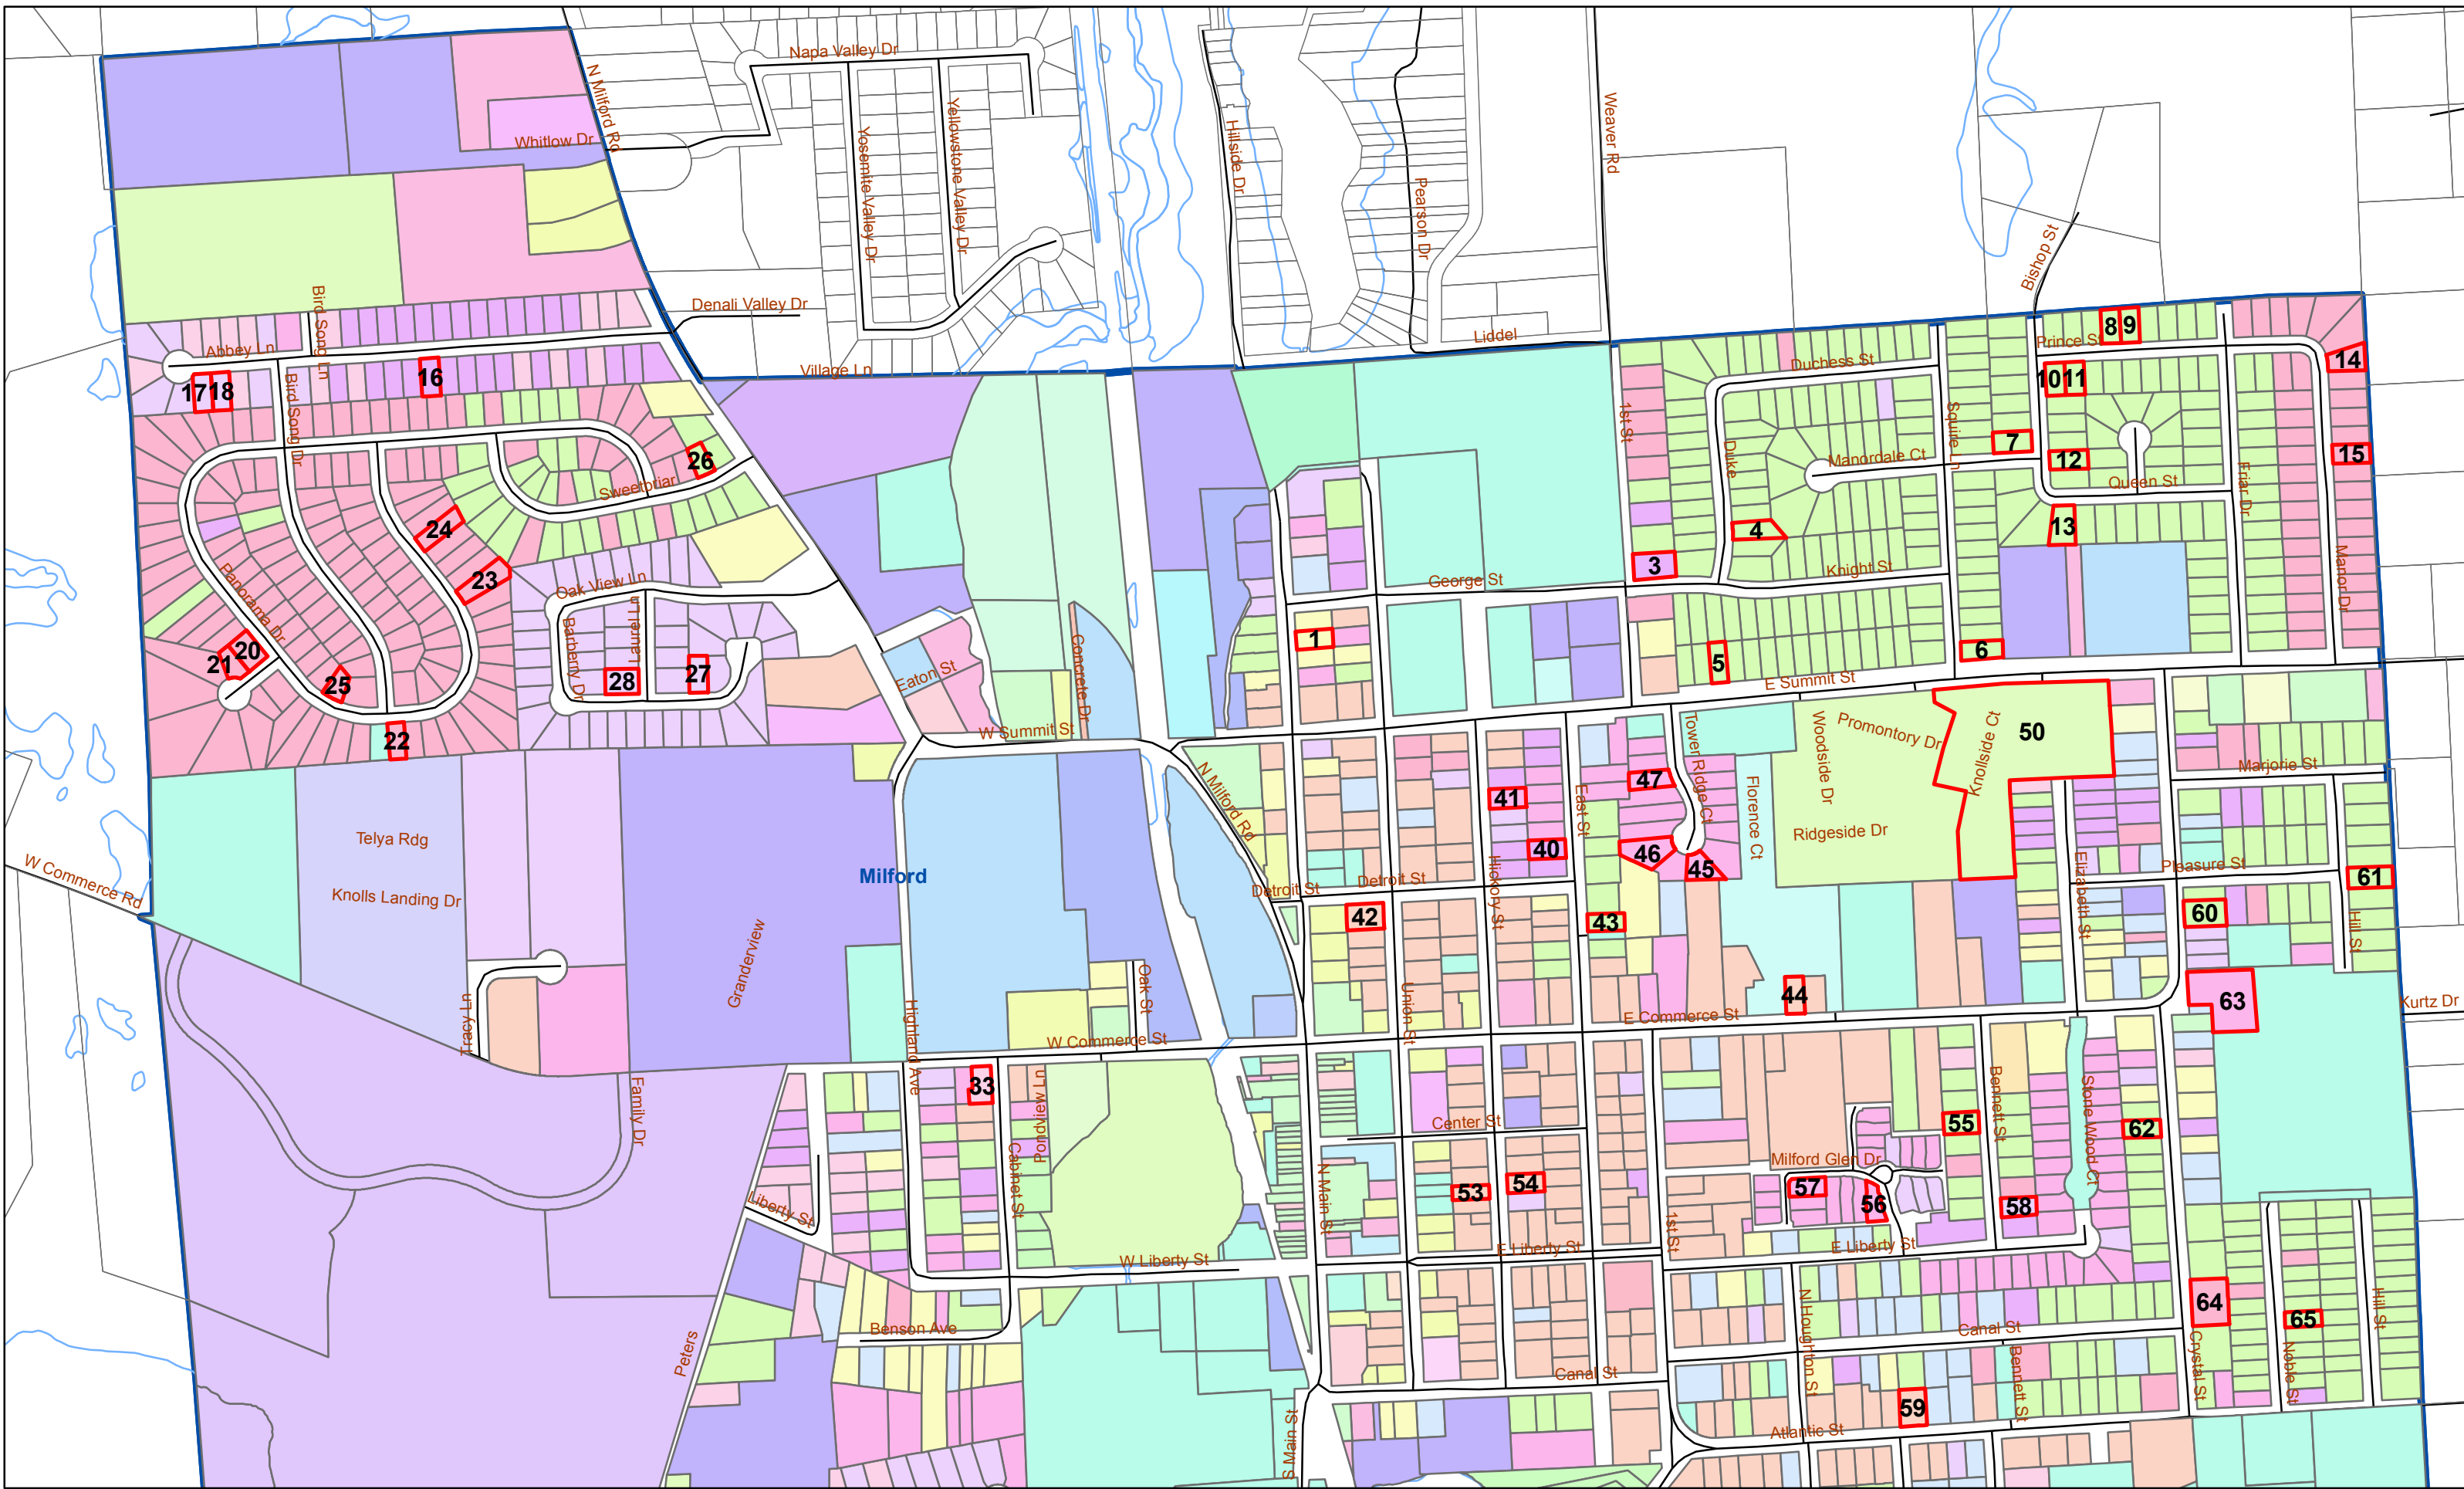 Napa Valley Dr
N Milford Rd
Whitlow Dr
Yosemite Valley Dr
Yellowstone Valley Dr
Hillside Dr
Pearson Dr
Weaver Rd
Bishop St
Denali Valley Dr
Village Ln
Liddel
Abbey Ln
Bird Song Ln
Bird Song Dr
Duchess St
Prince St
8
9
14
16
17
18
10
11
1st St
Duke
Squire Ln
Manordale Ct
7
12
15
26
Sweetbriar
Queen St
Friar Dr
24
4
13
23
3
Oak View Ln
George St
Knight St
Manor Dr
Panorama Dr
Barberry Dr
Laurel Ln
Concrete Dr
1
5
6
21
20
25
28
27
Eaton St
E Summit St
22
W Summit St
N Milford Rd
Tower Ridge Ct
Woodside Dr
Promontory Dr
Knollside Ct
50
Marjorie St
47
41
East St
Florence Ct
Telya Rdg
Ridgeside Dr
40
46
45
W Commerce Rd
Knolls Landing Dr
Milford
Detroit St
Detroit St
Hickory St
Elizabeth St
Pleasure St
61
42
43
60
Hill St
Granderview
Tracy Ln
Highland Ave
Oak St
Union St
44
63
Kurtz Dr
E Commerce St
W Commerce St
33
Family Dr
Pondview Ln
Cabinet St
Center St
Bennett St
Stone Wood Ct
55
62
Milford Glen Dr
N Main St
53
54
57
56
58
Liberty St
1st St
W Liberty St
E Liberty St
E Liberty St
64
65
Hill St
Benson Ave
Peters
N Houghton St
Canal St
Crystal St
Noble St
Canal St
Bennett St
59
S Main St
Atlantic St